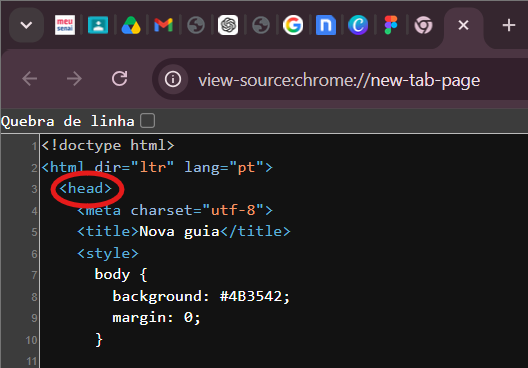 meu
senai
view-source:chrome://new-tab-page
Quebra de linha
1 <!doctype html>
2 <html dir="ltr" lang="pt">
3 <head>
4 <meta charset="utf-8">
5 <title>Nova guia</title>
6 <style>
7 body {
8 background: #4B3542;
9 margin: 0;
10 }
11